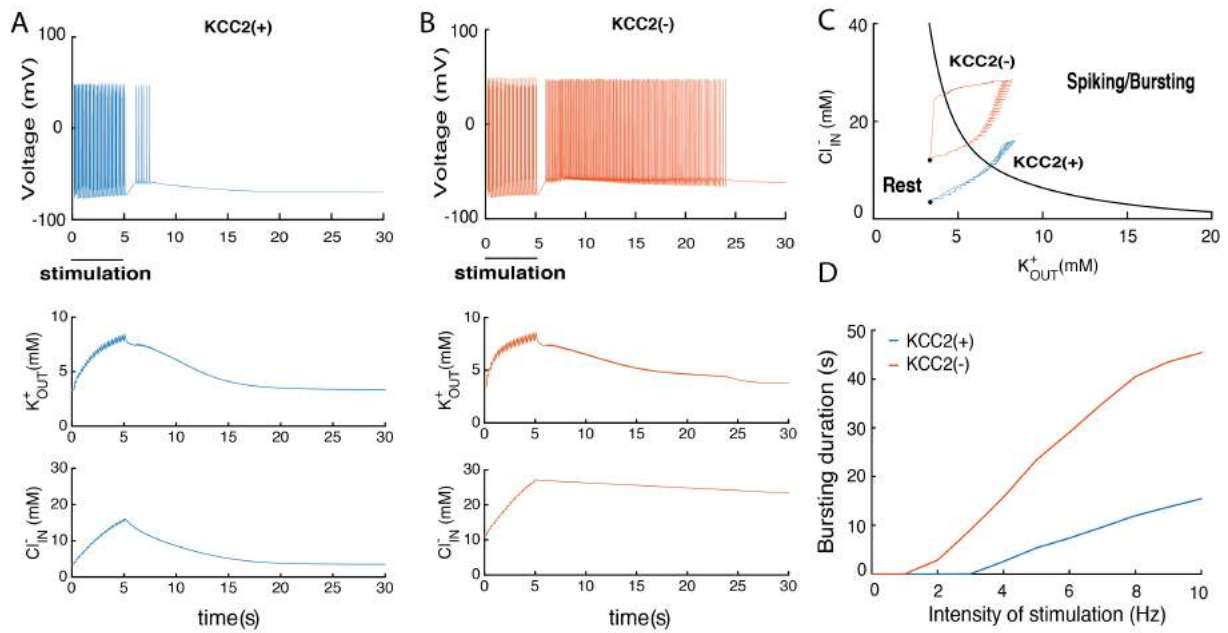 A
KCC2(+)
Voltage (mV)
100
0
-100
0 5 10 15 20 25 30
stimulation
K+OUT(mM)
10
5
0
0 5 10 15 20 25 30
Cl-IN (mM)
30
20
10
0
0 5 10 15 20 25 30
time(s)
B
KCC2(-)
Voltage (mV)
100
0
-100
0 5 10 15 20 25 30
stimulation
K+OUT(mM)
10
5
0
0 5 10 15 20 25 30
Cl-IN (mM)
30
20
10
0
0 5 10 15 20 25 30
time(s)
C
Cl-IN (mM)
40
20
0
KCC2(-)
Spiking/Bursting
KCC2(+)
Rest
0 5 10 15 20
K+OUT(mM)
D
Bursting duration (s)
50
40
30
20
10
0
KCC2(+)
KCC2(-)
2 4 6 8 10
Intensity of stimulation (Hz)